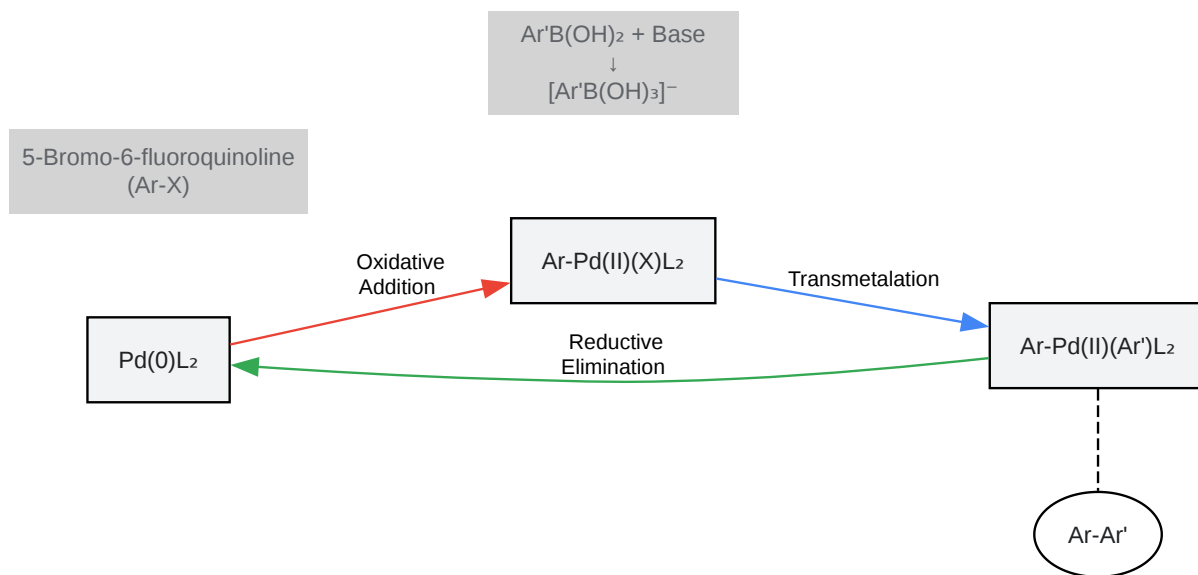 Ar'B(OH)₂ + Base
↓
[Ar'B(OH)₃]⁻
5-Bromo-6-fluoroquinoline
(Ar-X)
Oxidative
Addition
Ar-Pd(II)(X)L₂
Transmetalation
Pd(0)L₂
Reductive
Elimination
Ar-Pd(II)(Ar')L₂
Ar-Ar'